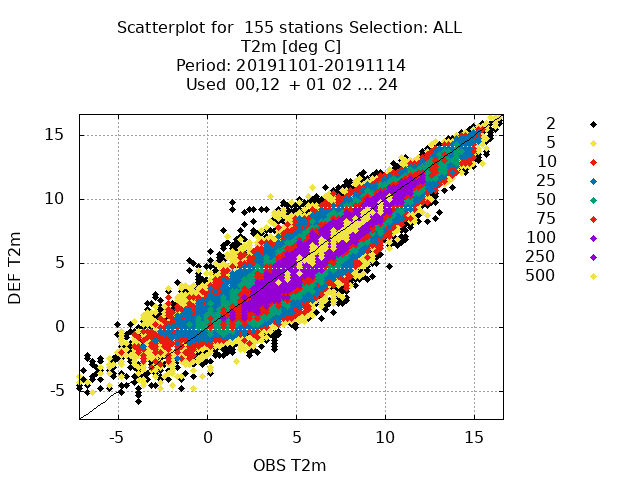 Scatterplot for  155 stations Selection: ALL
T2m [deg C]
Period: 20191101-20191114
Used  00,12  + 01 02 ... 24
15
10
5
0
-5
-5 0 5 10 15
DEF T2m
OBS T2m
2
5
10
25
50
75
100
250
500